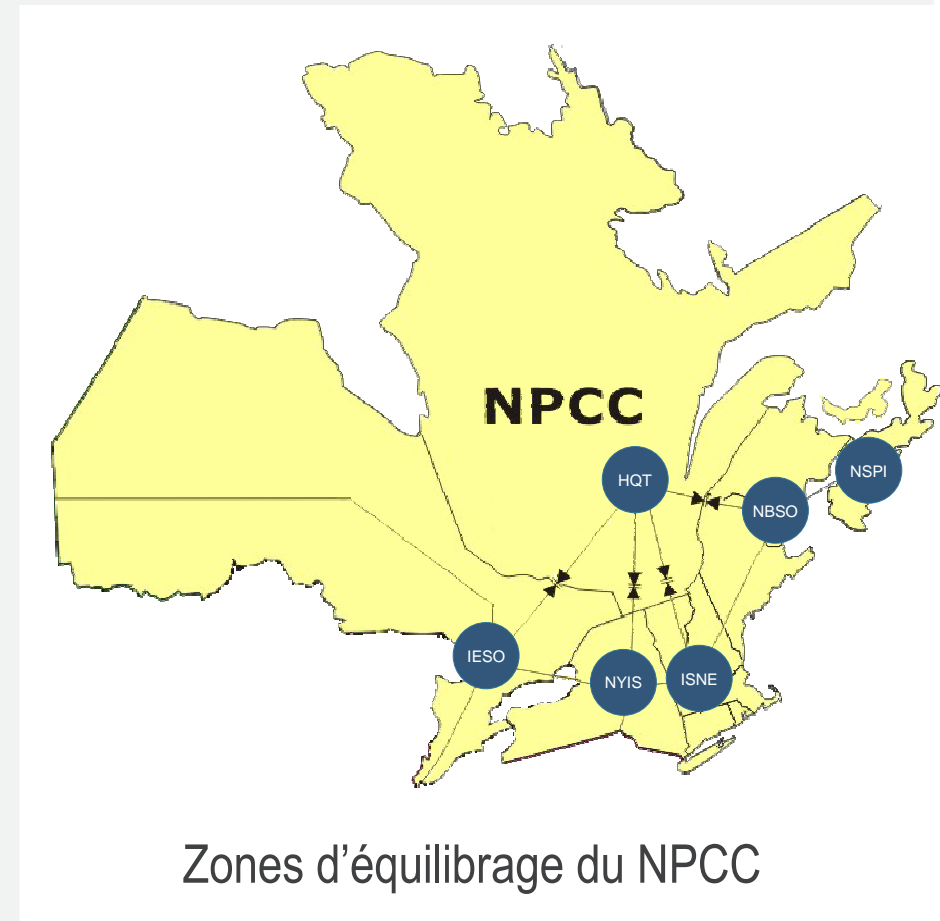 NPCC
HQT
NSPI
NBSO
IESO
NYIS
ISNE
Zones d’équilibrage du NPCC